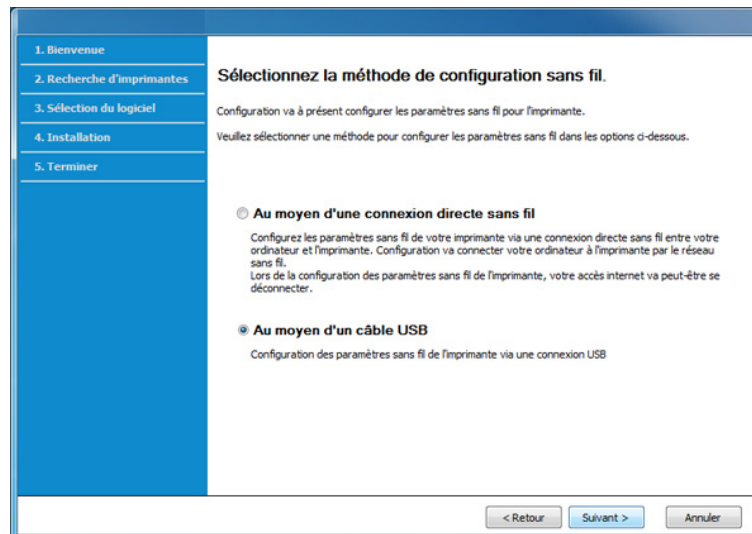 1. Bienvenue
2. Recherche d'imprimantes
3. Sélection du logiciel
4. Installation
5. Terminer
Sélectionnez la méthode de configuration sans fil.
Configuration va à présent configurer les paramètres sans fil pour l'imprimante.
Veuillez sélectionner une méthode pour configurer les paramètres sans fil dans les options ci-dessous.
Au moyen d'une connexion directe sans fil
Configurez les paramètres sans fil de votre imprimante via une connexion directe sans fil entre votre
ordinateur et l'imprimante. Configuration va connecter votre ordinateur à l'imprimante par le réseau
sans fil.
Lors de la configuration des paramètres sans fil de l'imprimante, votre accès internet va peut-être se
déconnecter.
Au moyen d'un câble USB
Configuration des paramètres sans fil de l'imprimante via une connexion USB
< Retour
Suivant >
Annuler